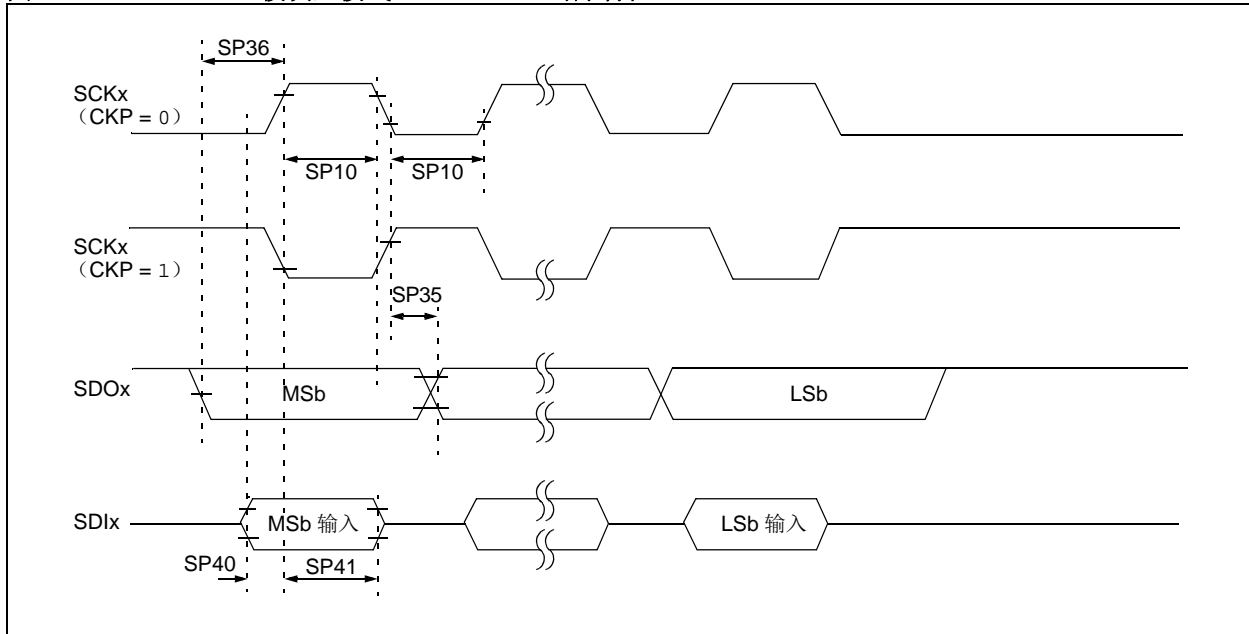 SP36
SCKx
（CKP = 0）
SP10
SP10
SCKx
（CKP = 1）
SP35
SDOx
MSb
LSb
SDIx
MSb 输入
LSb 输入
SP40
SP41